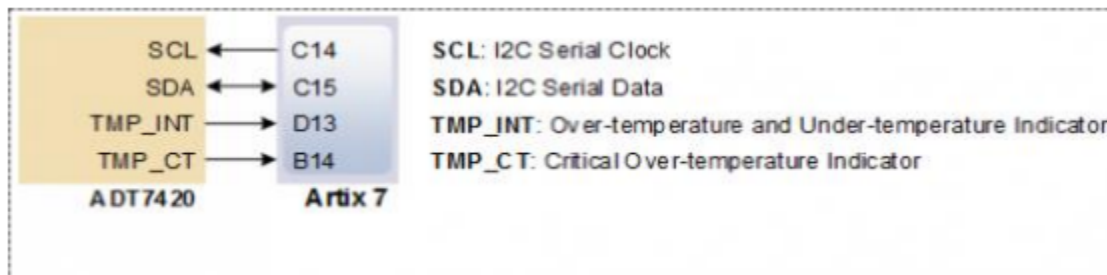 SCL C14 SCL: I2C Serial Clock
SDA C15 SDA: I2C Serial Data
TMP_INT D13 TMP_INT: Over-temperature and Under-temperature Indicator
TMP_CT B14 TMP_CT: Critical Over-temperature Indicator
ADT7420 Artix 7